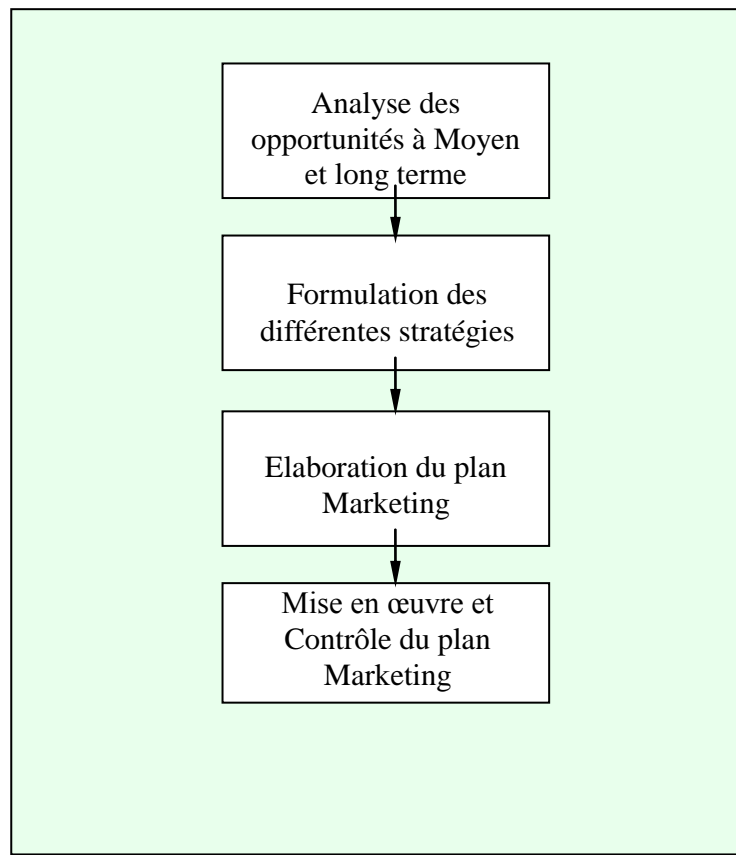 Analyse des
opportunités à Moyen
et long terme
Formulation des
différentes stratégies
Elaboration du plan
Marketing
Mise en œuvre et
Contrôle du plan
Marketing